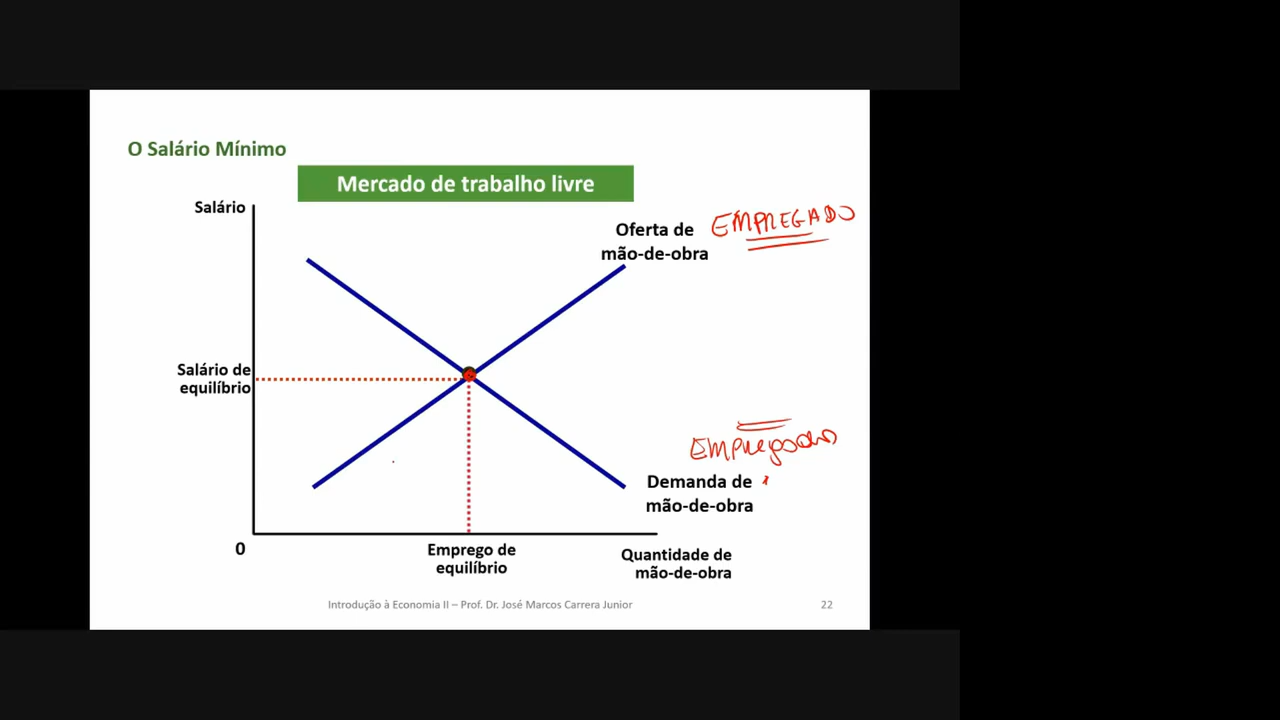 O Salário Mínimo
Mercado de trabalho livre
Salário
Oferta de
mão-de-obra
EMPREGADO
Salário de
equilíbrio
Demanda de
mão-de-obra
0
Emprego de
equilíbrio
Quantidade de
mão-de-obra
Introdução à Economia II – Prof. Dr. José Marcos Carrera Junior
22